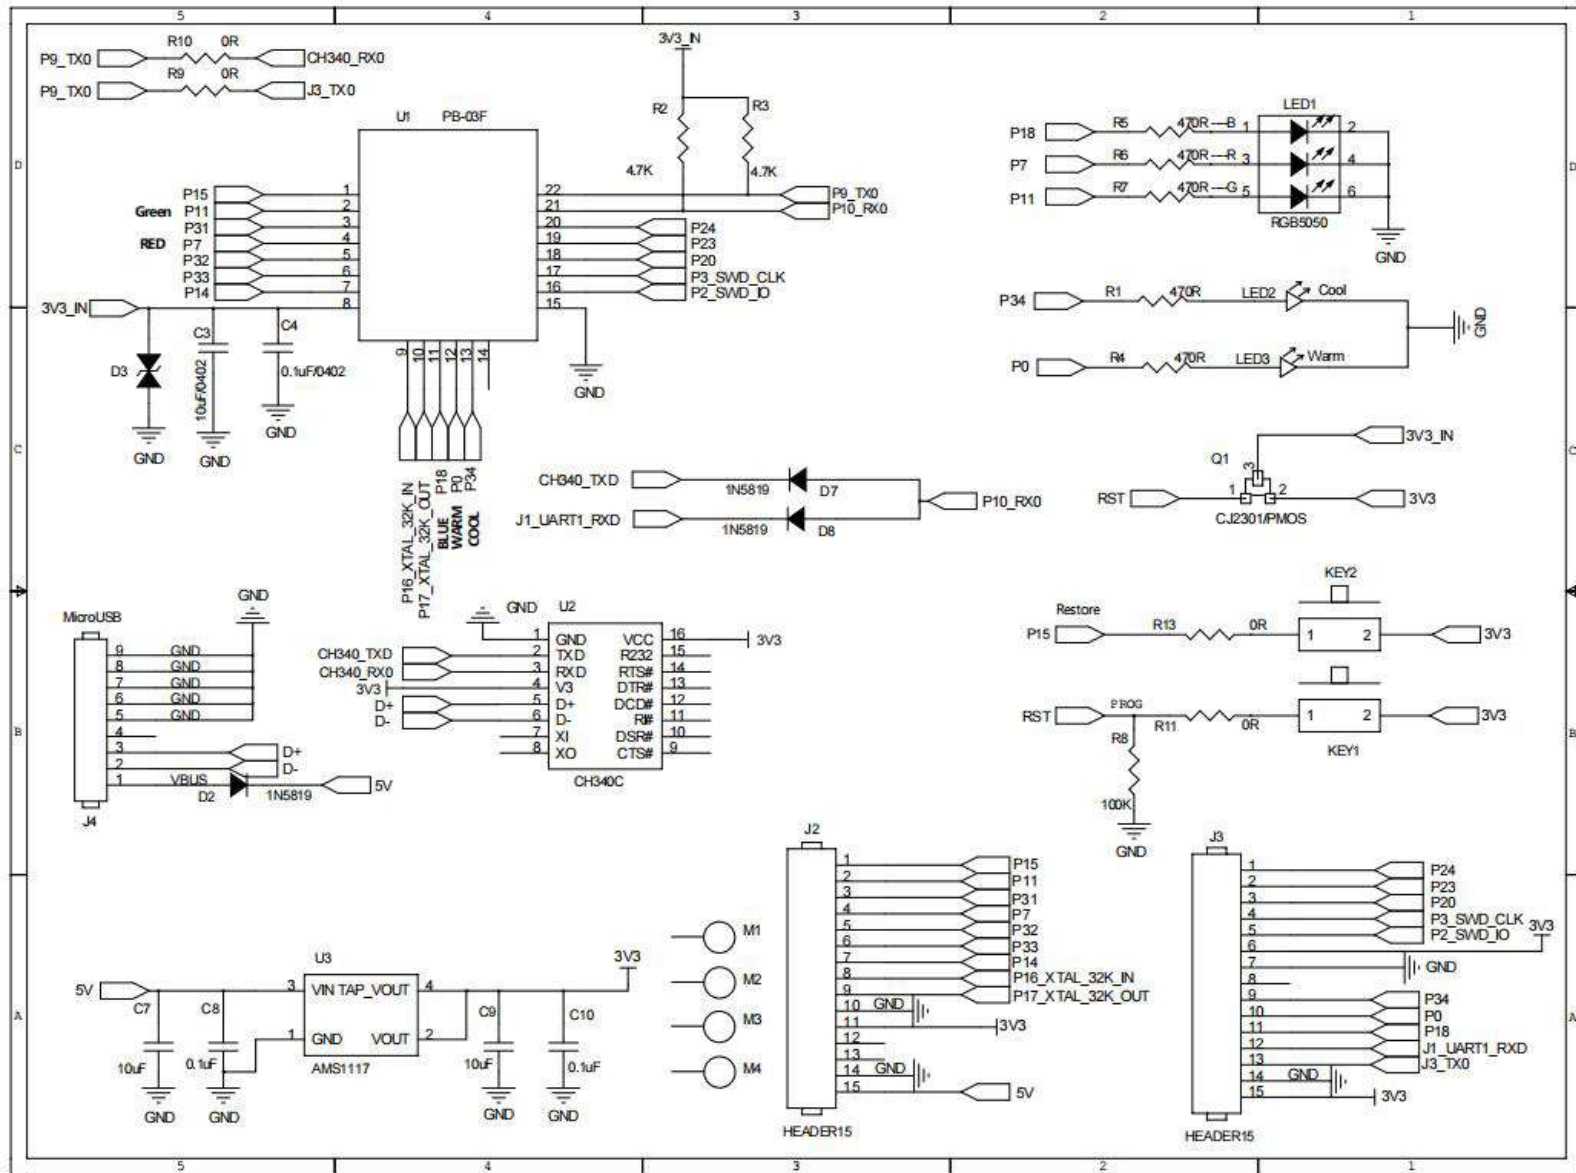 5 4 3 2 1
R10 0R
P9_TX0 CH340_RX0
R9 0R
P9_TX0 J3_TX0
3V3_IN
R2 R3
4.7K 4.7K
U1 PB-03F
P15 1
Green P11 2
P31 3
RED P7 4
P32 5
P33 6
P14 7
3V3_IN 8
22 P9_TX0
21 P10_RX0
20 P24
19 P23
18 P20
17 P3_SWD_CLK
16 P2_SWD_IO
15
GND
9 10 11 12 13 14
P16_XTAL_32K_IN
P17_XTAL_32K_OUT
BLUE P18
WARM P0
COOL P34
D3
C3
10uF/0402
C4
0.1uF/0402
GND
GND
GND
LED1
P18 R5 470R---B 1 2
P7 R6 470R---R 3 4
P11 R7 470R---G 5 6
RGB5050
GND
P34 R1 470R LED2 Cool
GND
P0 R4 470R LED3 Warm
3V3_IN
Q1
3
RST 1 2 3V3
CJ2301/PMOS
CH340_TXD 1N5819 D7
P10_RX0
J1_UART1_RXD 1N5819 D8
KEY2
Restore
P15 R13 0R 1 2 3V3
RST PROG R11 0R 1 2 3V3
KEY1
R8
100K
GND
MicroUSB
GND
9 GND
8 GND
7 GND
6 GND
5 GND
4
3 D+
2 D-
1 VBUS D2 1N5819 5V
J4
GND U2
1 GND VCC 16 3V3
CH340_TXD 2 TXD R232 15
CH340_RX0 3 RXD RTS# 14
3V3 4 V3 DTR# 13
D+ 5 D+ DCD# 12
D- 6 D- RI# 11
7 XI DSR# 10
8 XO CTS# 9
CH340C
U3
5V 3 VIN TAP_VOUT 4 3V3
1 GND VOUT 2
AMS1117
C7 10uF GND
C8 0.1uF GND
C9 10uF GND
C10 0.1uF GND
M1
M2
M3
M4
J2
1 P15
2 P11
3 P31
4 P7
5 P32
6 P33
7 P14
8 P16_XTAL_32K_IN
9 P17_XTAL_32K_OUT
10 GND
11 3V3
12
13
14 GND
15 5V
HEADER15
J3
1 P24
2 P23
3 P20
4 P3_SWD_CLK
5 P2_SWD_IO
6 3V3
7 GND
8
9 P34
10 P0
11 P18
12 J1_UART1_RXD
13 J3_TX0
14 GND
15 3V3
HEADER15
D C B A
D C B A
5 4 3 2 1